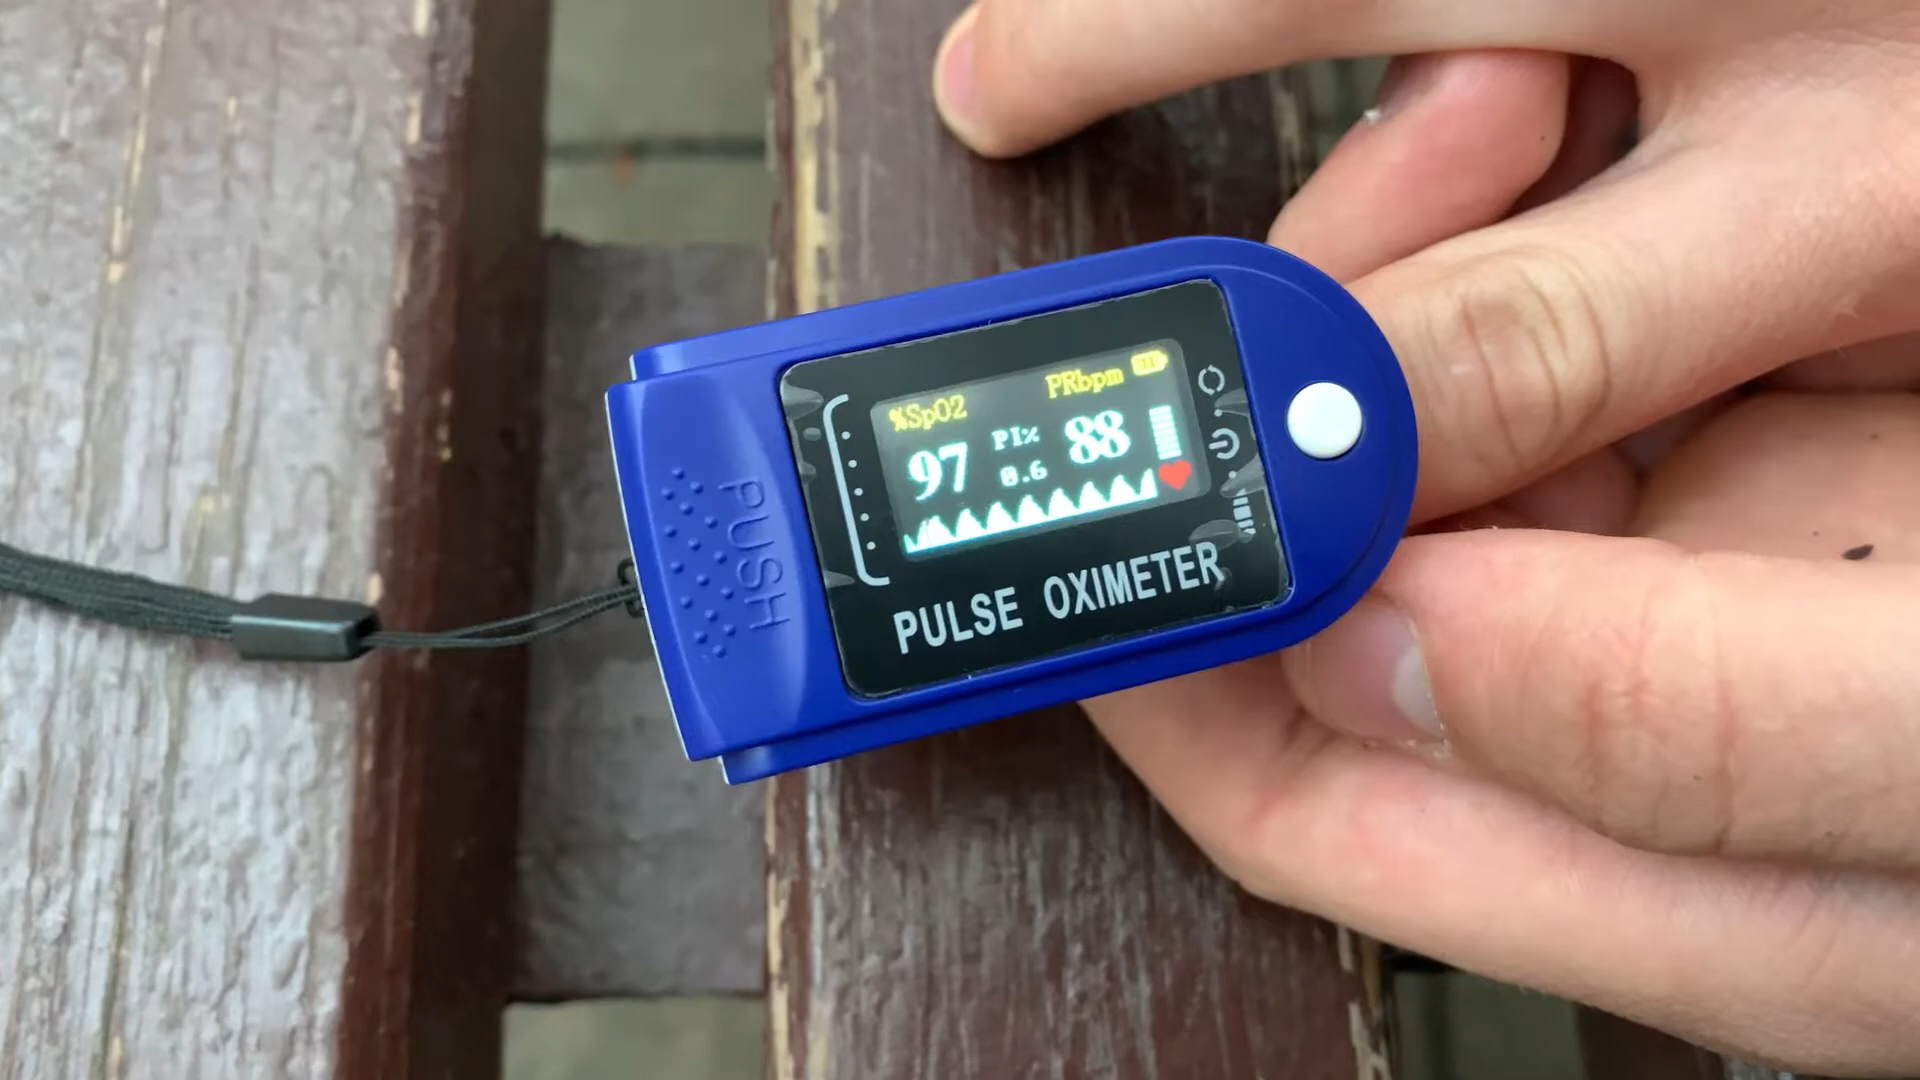 %SpO2 PRbpm
97 PI% 88
0.6
PULSE OXIMETER
PUSH